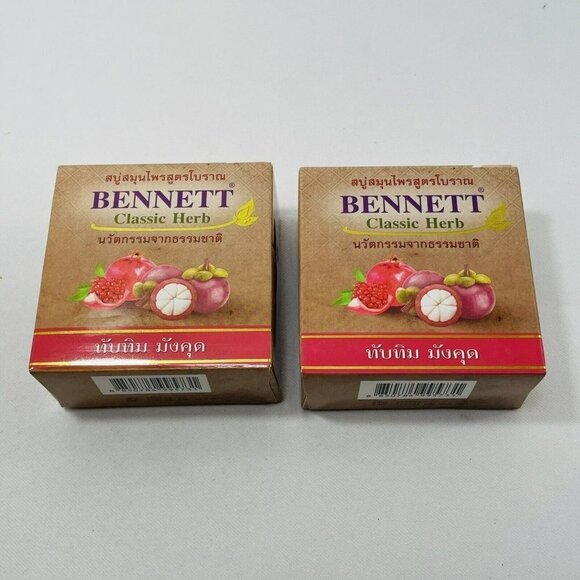 สบู่สมุนไพรสูตรโบราณ
BENNETT®
Classic Herb
นวัตกรรมจากธรรมชาติ
ทับทิม มังคุด
สบู่สมุนไพรสูตรโบราณ
BENNETT®
Classic Herb
นวัตกรรมจากธรรมชาติ
ทับทิม มังคุด